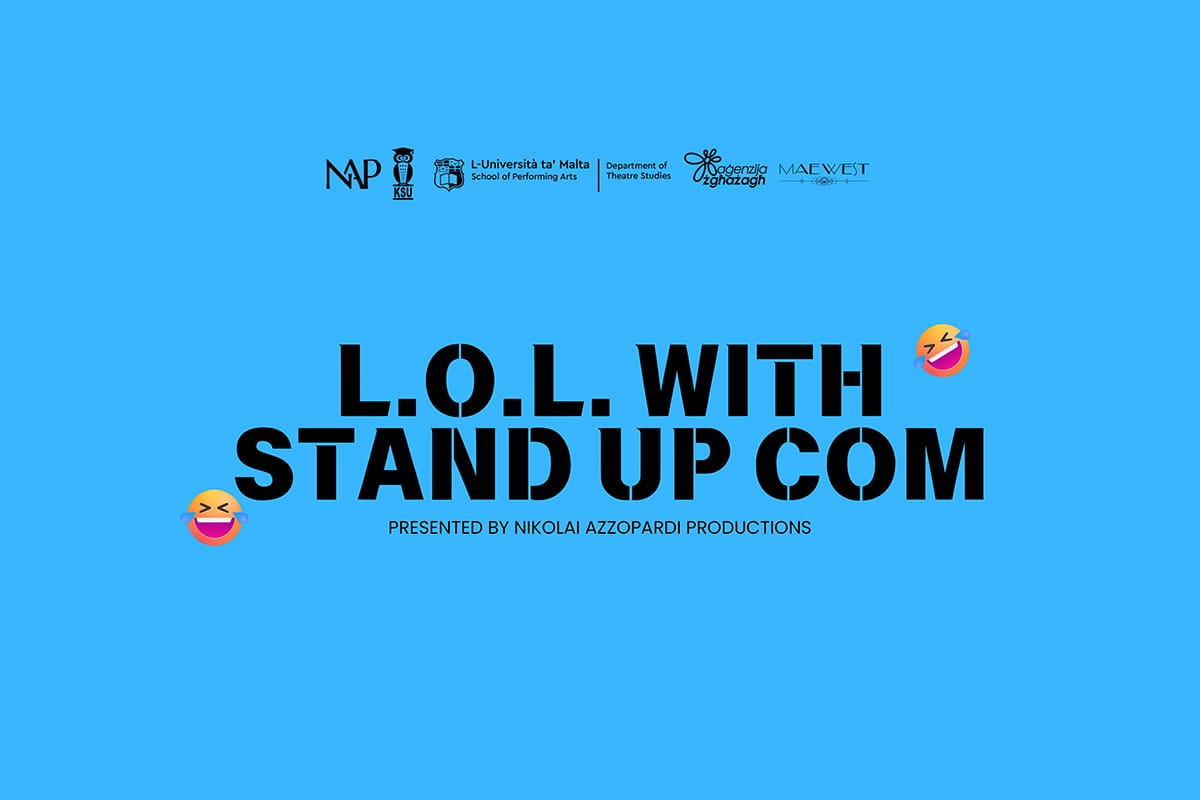 NAP
KSU
L-Università ta' Malta
School of Performing Arts
Department of
Theatre Studies
aġenzija
żgħażagħ
MAEWEST
L.O.L. WITH
STAND UP COM
PRESENTED BY NIKOLAI AZZOPARDI PRODUCTIONS